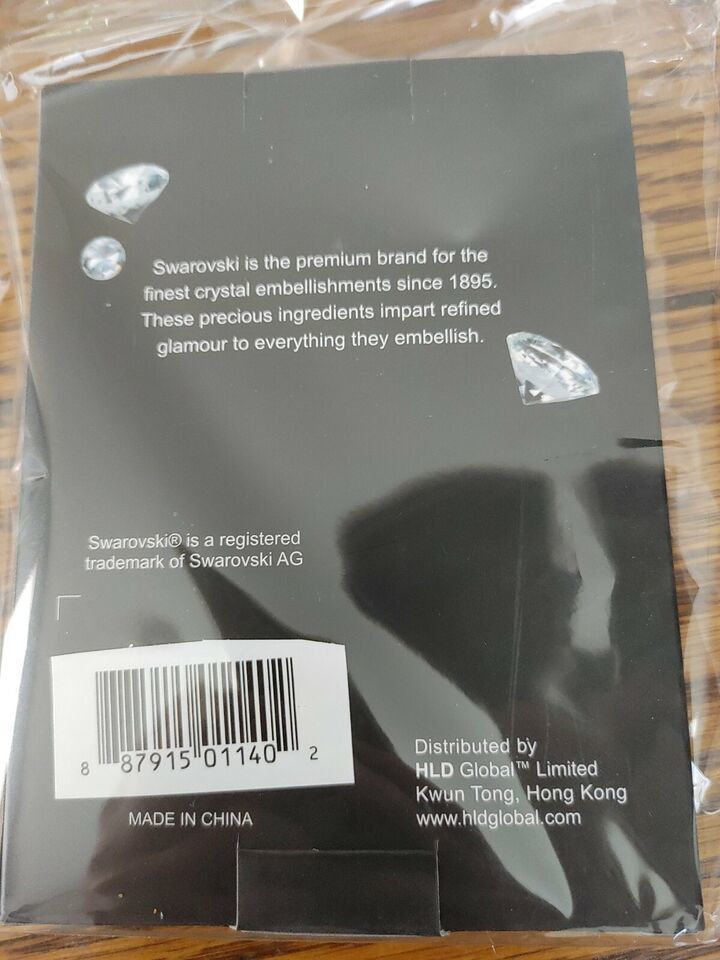 Swarovski is the premium brand for the
finest crystal embellishments since 1895.
These precious ingredients impart refined
glamour to everything they embellish.
Swarovski® is a registered
trademark of Swarovski AG
8 87915 01140 2
MADE IN CHINA
Distributed by
HLD Global™ Limited
Kwun Tong, Hong Kong
www.hldglobal.com